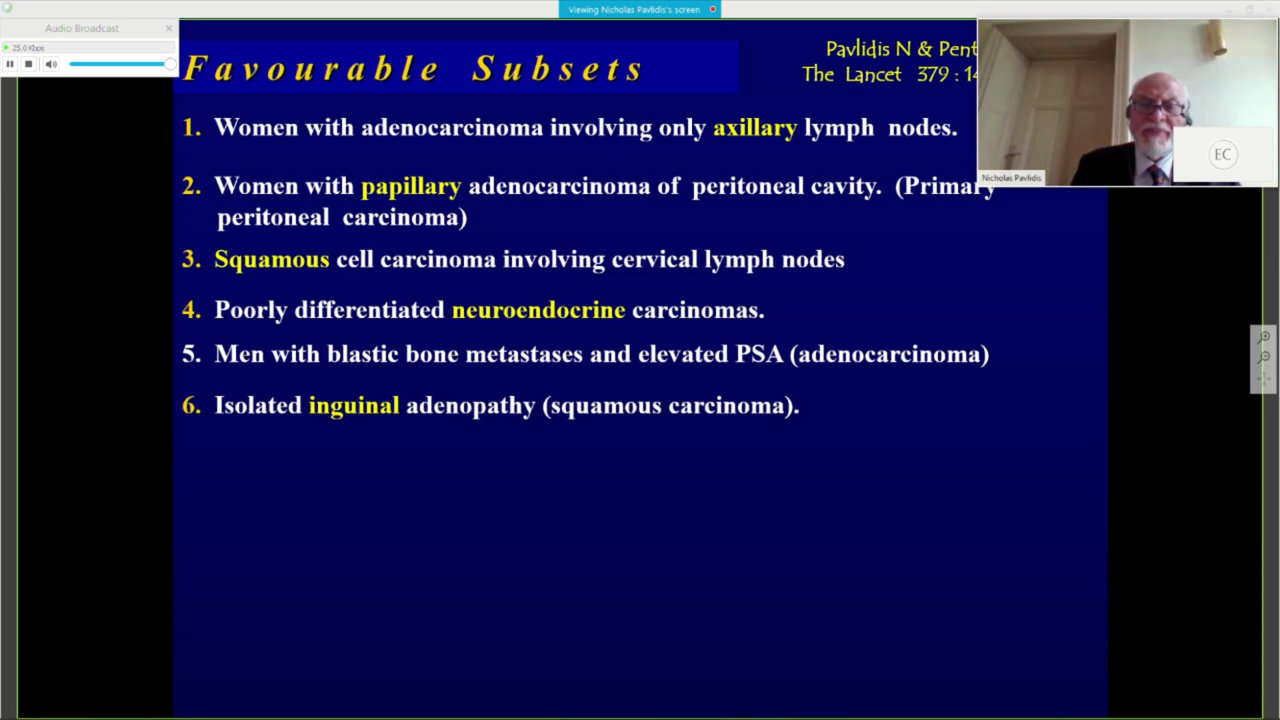 Viewing Nicholas Pavlidis's screen
Audio Broadcast
25.0 Kbps
Favourable Subsets
Pavlidis N & Pent
The Lancet 379 : 14
1. Women with adenocarcinoma involving only axillary lymph nodes.
2. Women with papillary adenocarcinoma of peritoneal cavity. (Primary
peritoneal carcinoma)
3. Squamous cell carcinoma involving cervical lymph nodes
4. Poorly differentiated neuroendocrine carcinomas.
5. Men with blastic bone metastases and elevated PSA (adenocarcinoma)
6. Isolated inguinal adenopathy (squamous carcinoma).
EC
Nicholas Pavlidis